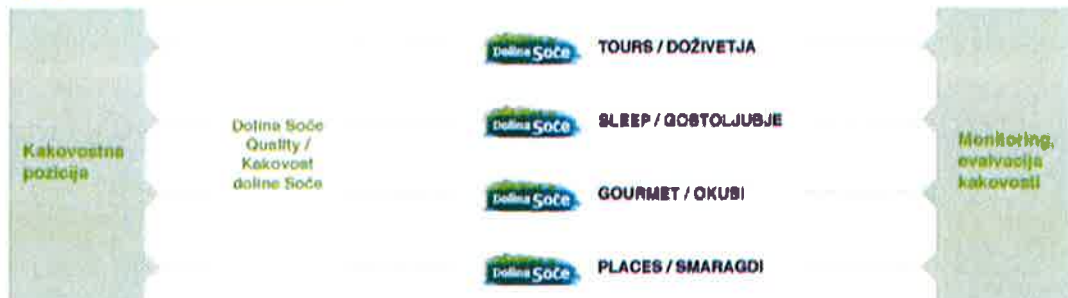 Kakovostna
pozicija
Dolina Soče
Quality /
Kakovost
doline Soče
Dolina Soče
TOURS / DOŽIVETJA
Dolina Soče
SLEEP / GOSTOLJUBJE
Dolina Soče
GOURMET / OKUSI
Dolina Soče
PLACES / SMARAGDI
Monitoring,
evalvacija
kakovosti